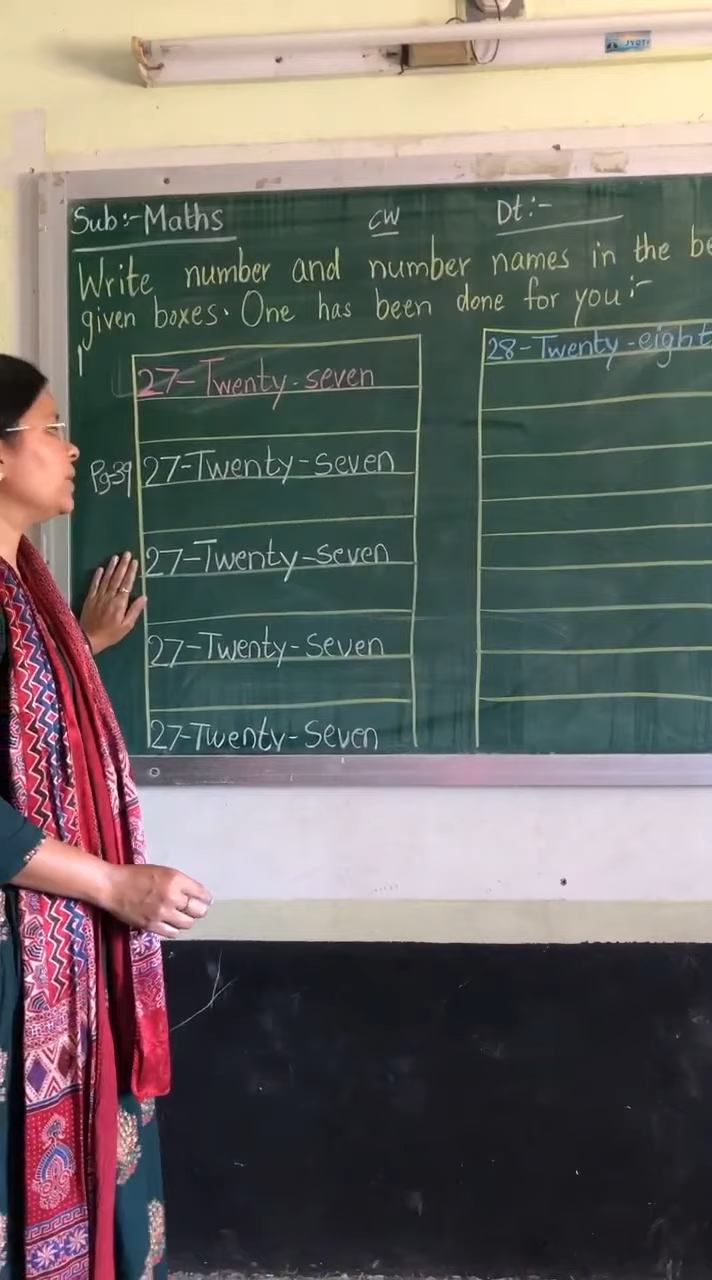 JYOTI
Sub:- Maths
CW
Dt:-
Write number and number names in the be
given boxes. One has been done for you:-
27-Twenty-seven
28-Twenty-eight
Pg-39
27-Twenty-seven
27-Twenty-seven
27-Twenty-Seven
27-Twenty-Seven